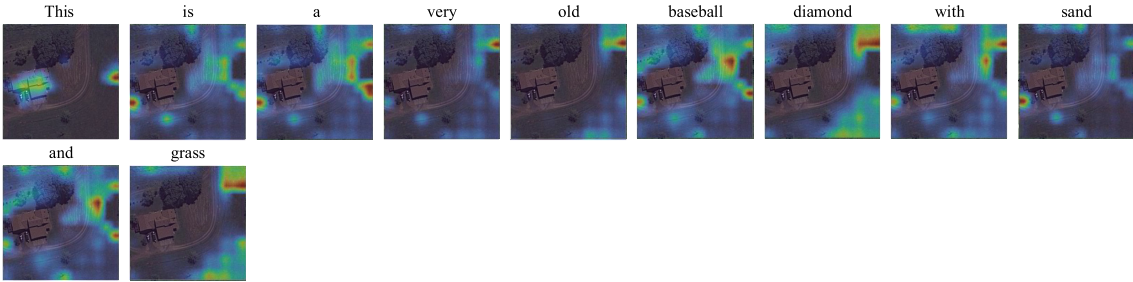 This is a very old baseball diamond with sand
and grass